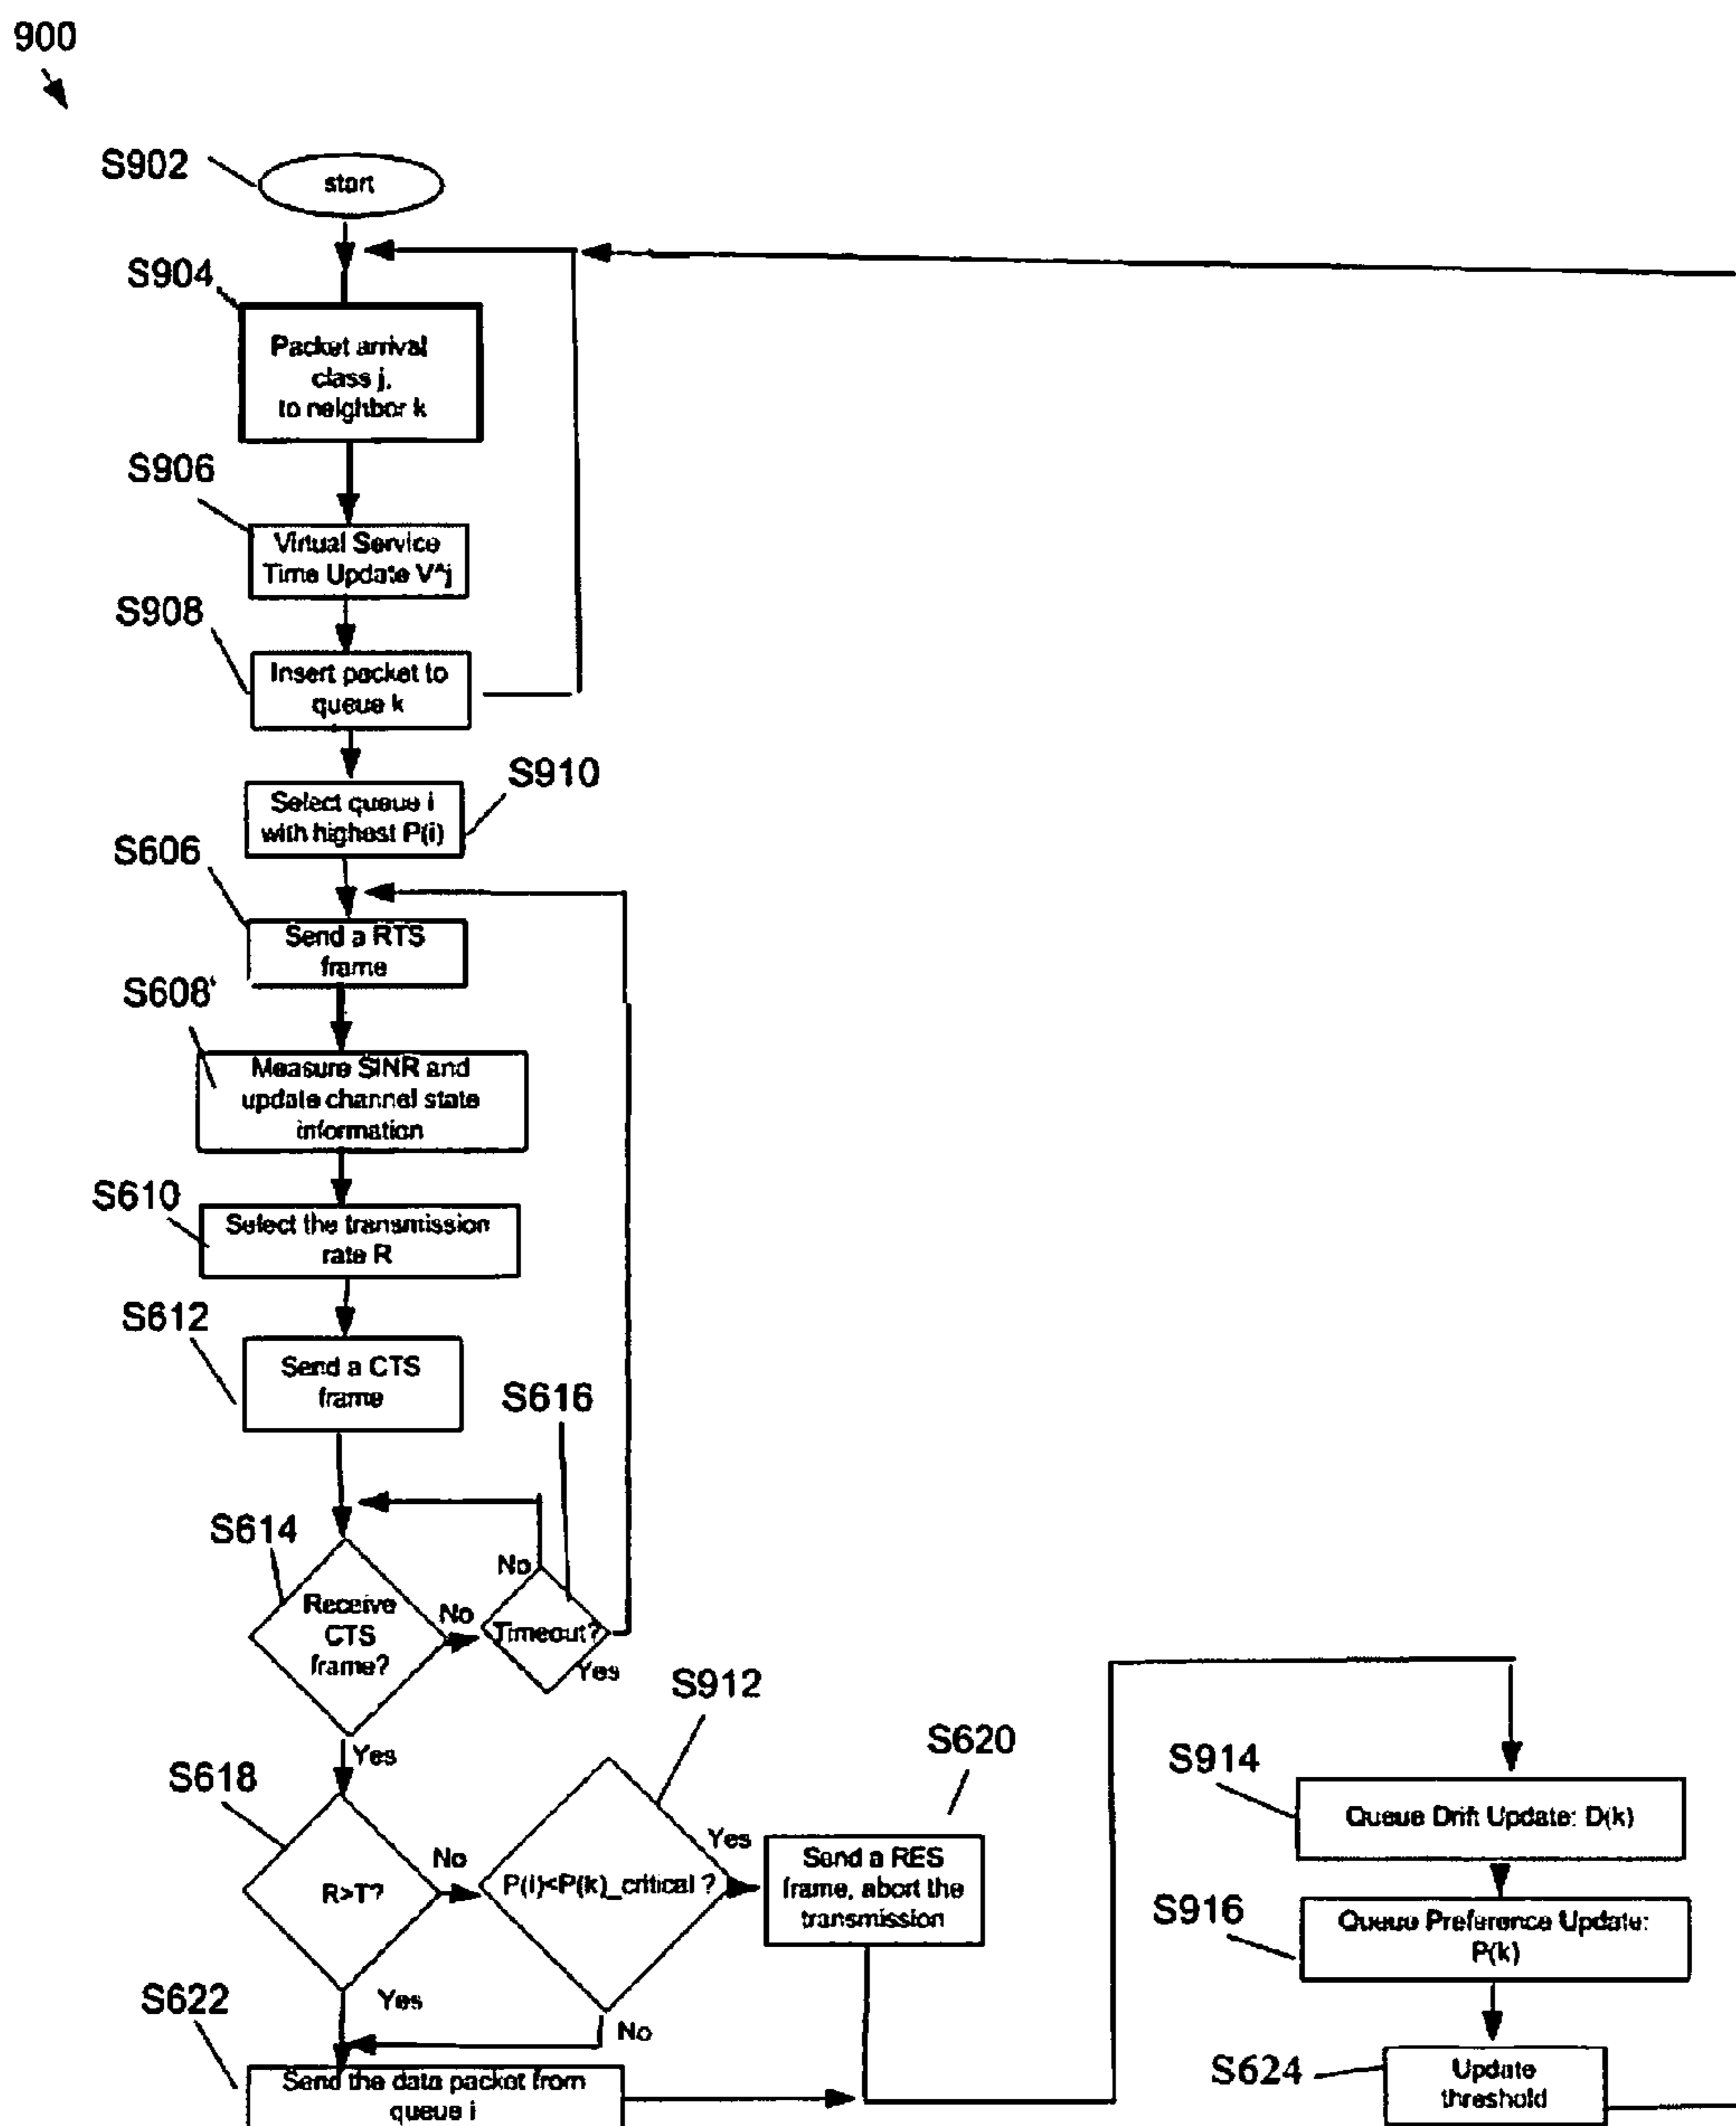 900
S902
start
S904
Packet arrival
class j,
to neighbor k
S906
Virtual Service
Time Update V^j
S908
Insert packet to
queue k
S910
Select queue i
with highest P(i)
S606
Send a RTS
frame
S608'
Measure SINR and
update channel state
information
S610
Select the transmission
rate R
S612
Send a CTS
frame
S616
S614
Receive
CTS
frame?
No
No
Timeout?
Yes
S912
Yes
S618
R>T?
No
P(i)<P(k)_critical ?
Yes
S620
Send a RES
frame, abort the
transmission
S914
Queue Drift Update: D(k)
S916
Queue Preference Update:
P(k)
Yes
No
S622
Send the data packet from
queue i
S624
Update
threshold